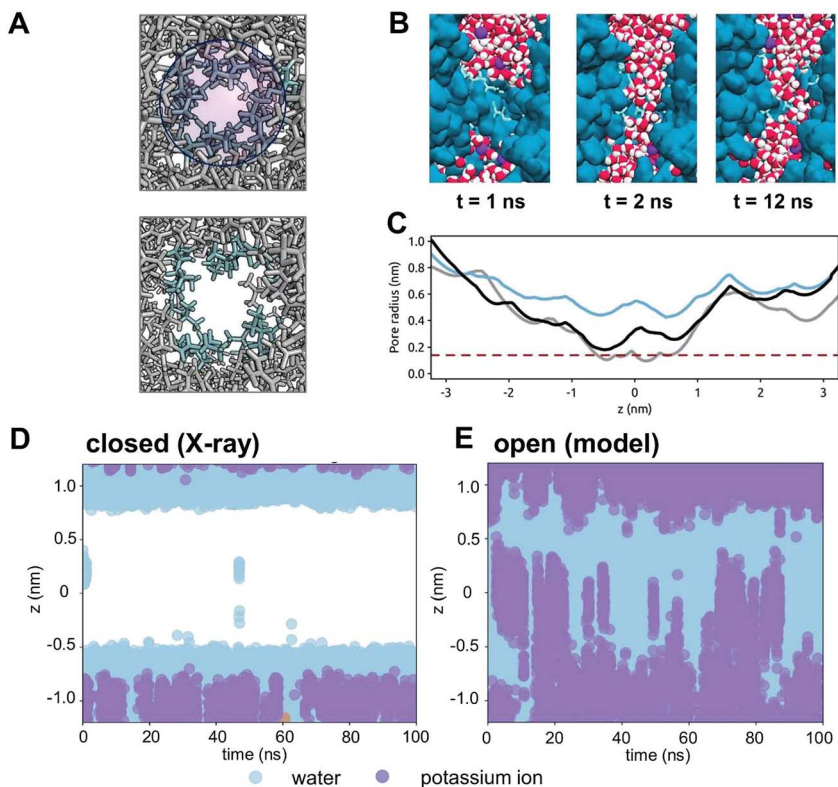 A
B
t = 1 ns
t = 2 ns
t = 12 ns
C
Pore radius (nm)
1.0
0.8
0.6
0.4
0.2
0.0
-3
-2
-1
0
1
2
3
z (nm)
D
closed (X-ray)
z (nm)
1.0
0.5
0
-0.5
-1.0
0
20
40
60
80
100
time (ns)
E
open (model)
z (nm)
1.0
0.5
0
-0.5
-1.0
0
20
40
60
80
100
time (ns)
water
potassium ion